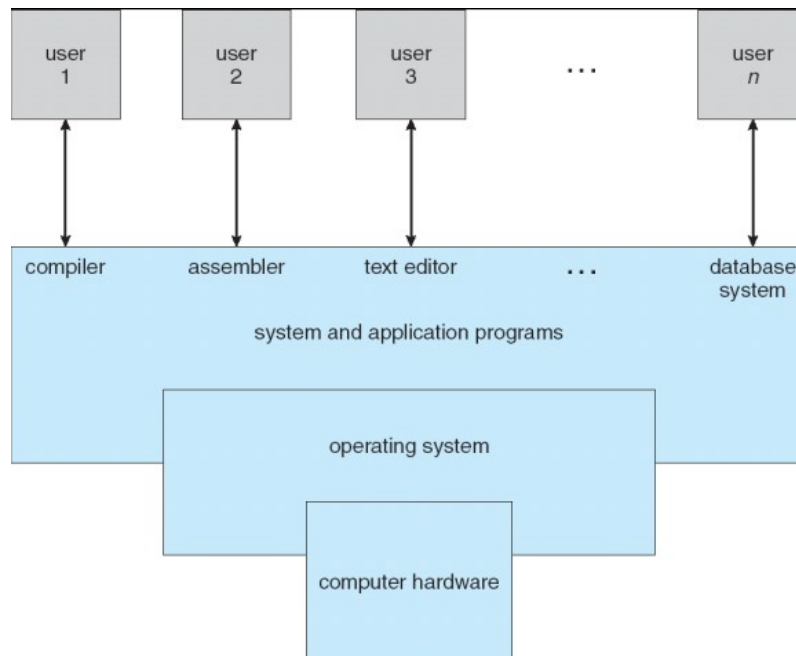 user
1
user
2
user
3
...
user
n
compiler
assembler
text editor
...
database
system
system and application programs
operating system
computer hardware